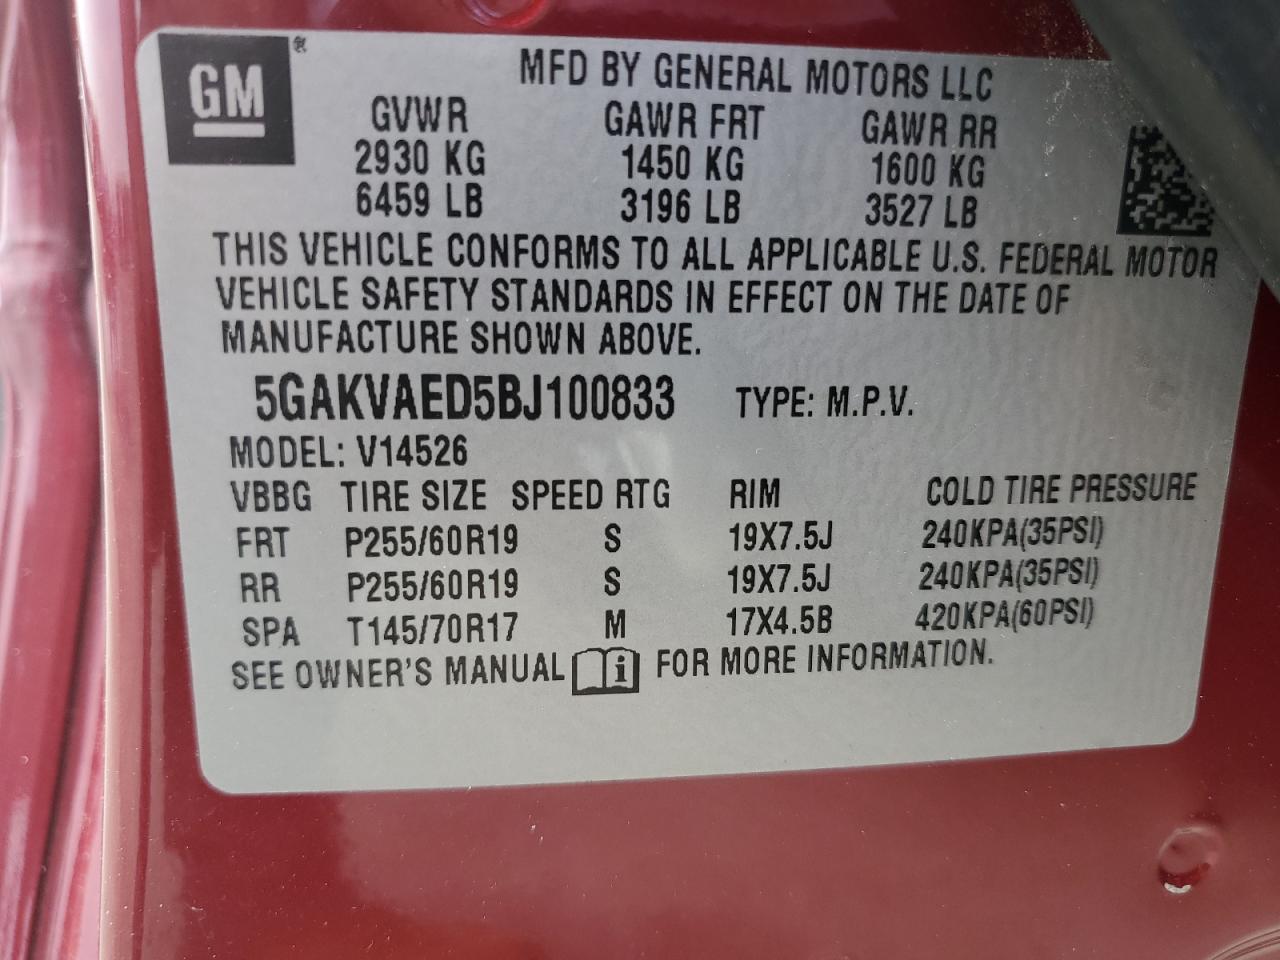 GM ®
MFD BY GENERAL MOTORS LLC
GVWR GAWR FRT GAWR RR
2930 KG 1450 KG 1600 KG
6459 LB 3196 LB 3527 LB
THIS VEHICLE CONFORMS TO ALL APPLICABLE U.S. FEDERAL MOTOR
VEHICLE SAFETY STANDARDS IN EFFECT ON THE DATE OF
MANUFACTURE SHOWN ABOVE.
5GAKVAED5BJ100833 TYPE: M.P.V.
MODEL: V14526
VBBG TIRE SIZE SPEED RTG RIM COLD TIRE PRESSURE
FRT P255/60R19 S 19X7.5J 240KPA(35PSI)
RR P255/60R19 S 19X7.5J 240KPA(35PSI)
SPA T145/70R17 M 17X4.5B 420KPA(60PSI)
SEE OWNER'S MANUAL i FOR MORE INFORMATION.